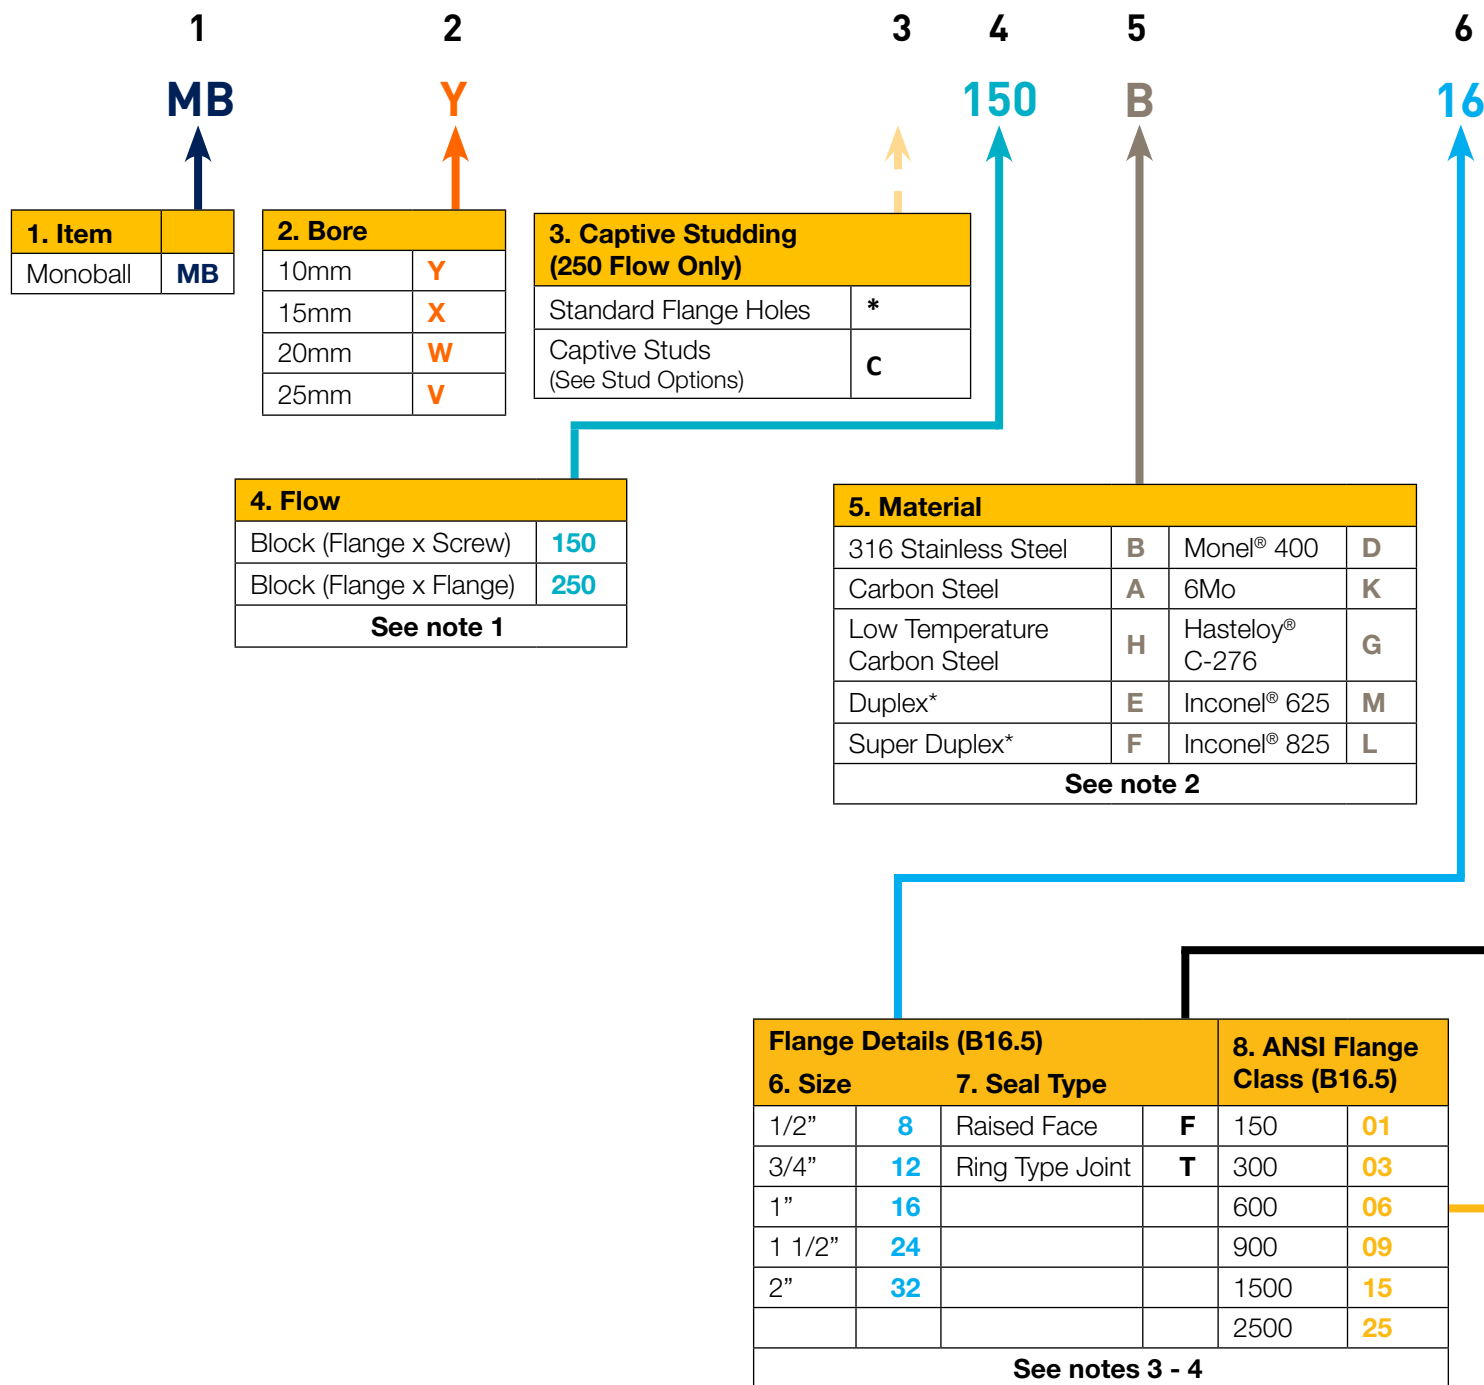 1 2 3 4 5 6
MB Y 150 B 16
1. Item
Monoball MB
2. Bore
10mm Y
15mm X
20mm W
25mm V
3. Captive Studding
(250 Flow Only)
Standard Flange Holes *
Captive Studs
(See Stud Options) C
4. Flow
Block (Flange x Screw) 150
Block (Flange x Flange) 250
See note 1
5. Material
316 Stainless Steel B Monel® 400 D
Carbon Steel A 6Mo K
Low Temperature
Carbon Steel H Hasteloy®
C-276 G
Duplex* E Inconel® 625 M
Super Duplex* F Inconel® 825 L
See note 2
Flange Details (B16.5)
6. Size 7. Seal Type
8. ANSI Flange
Class (B16.5)
1/2” 8 Raised Face F 150 01
3/4” 12 Ring Type Joint T 300 03
1” 16 600 06
1 1/2” 24 900 09
2” 32 1500 15
2500 25
See notes 3 - 4